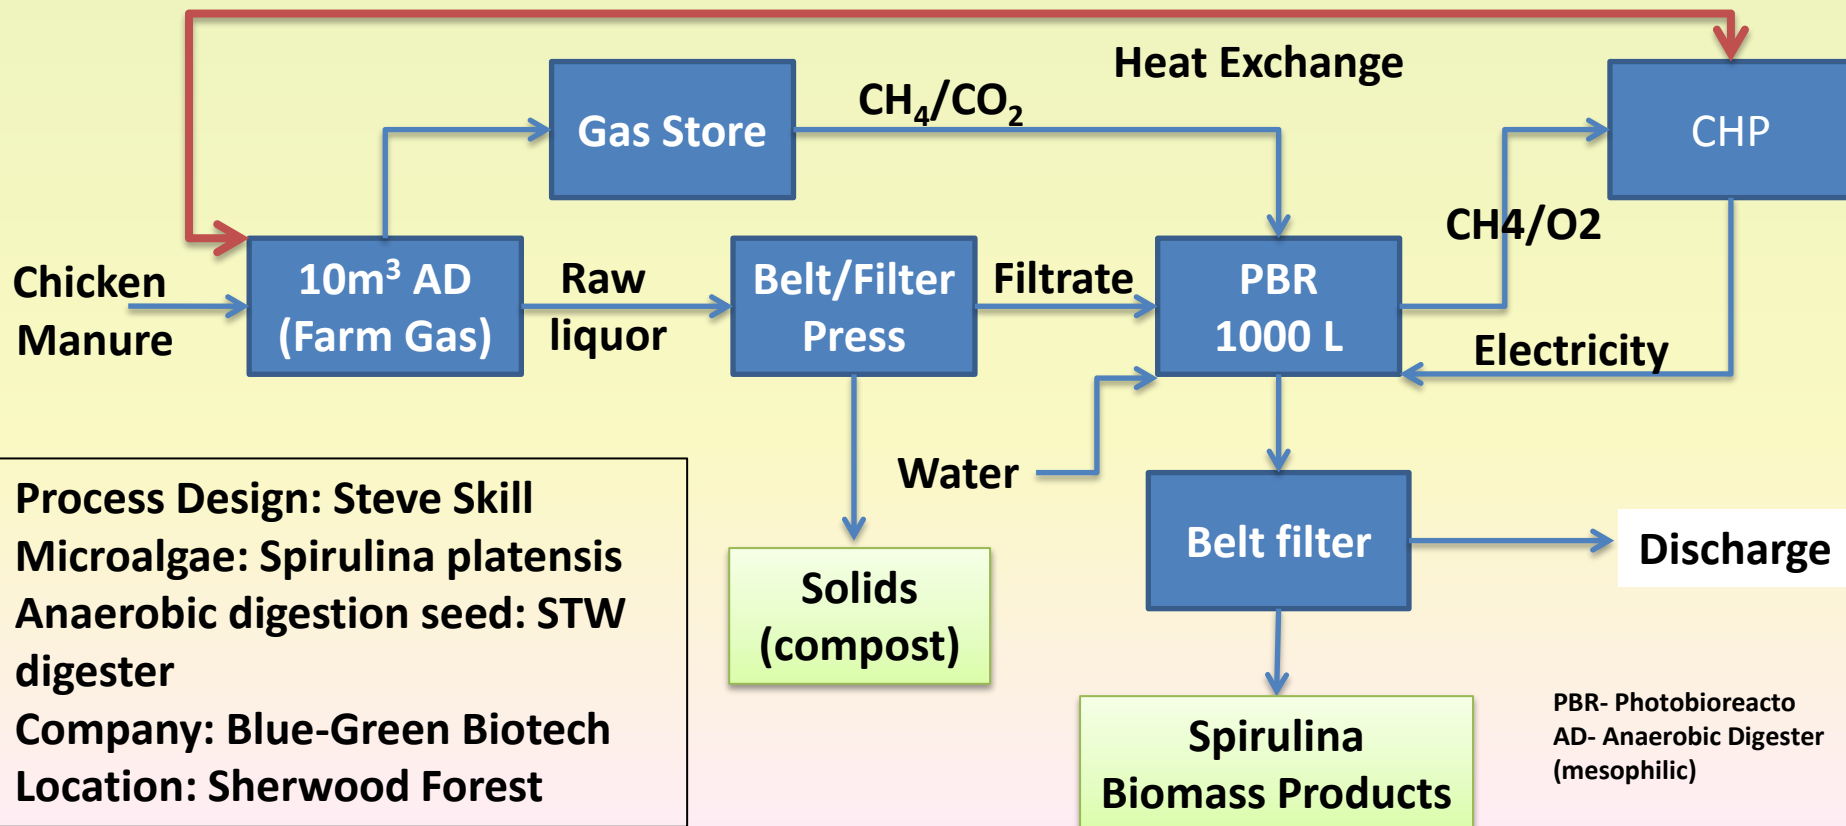 Heat Exchange
Gas Store
CH₄/CO₂
CHP
CH4/O2
Chicken
Manure
10m³ AD
(Farm Gas)
Raw
liquor
Belt/Filter
Press
Filtrate
PBR
1000 L
Electricity
Water
Belt filter
Discharge
Solids
(compost)
Spirulina
Biomass Products
Process Design: Steve Skill
Microalgae: Spirulina platensis
Anaerobic digestion seed: STW
digester
Company: Blue-Green Biotech
Location: Sherwood Forest
PBR- Photobioreacto
AD- Anaerobic Digester
(mesophilic)